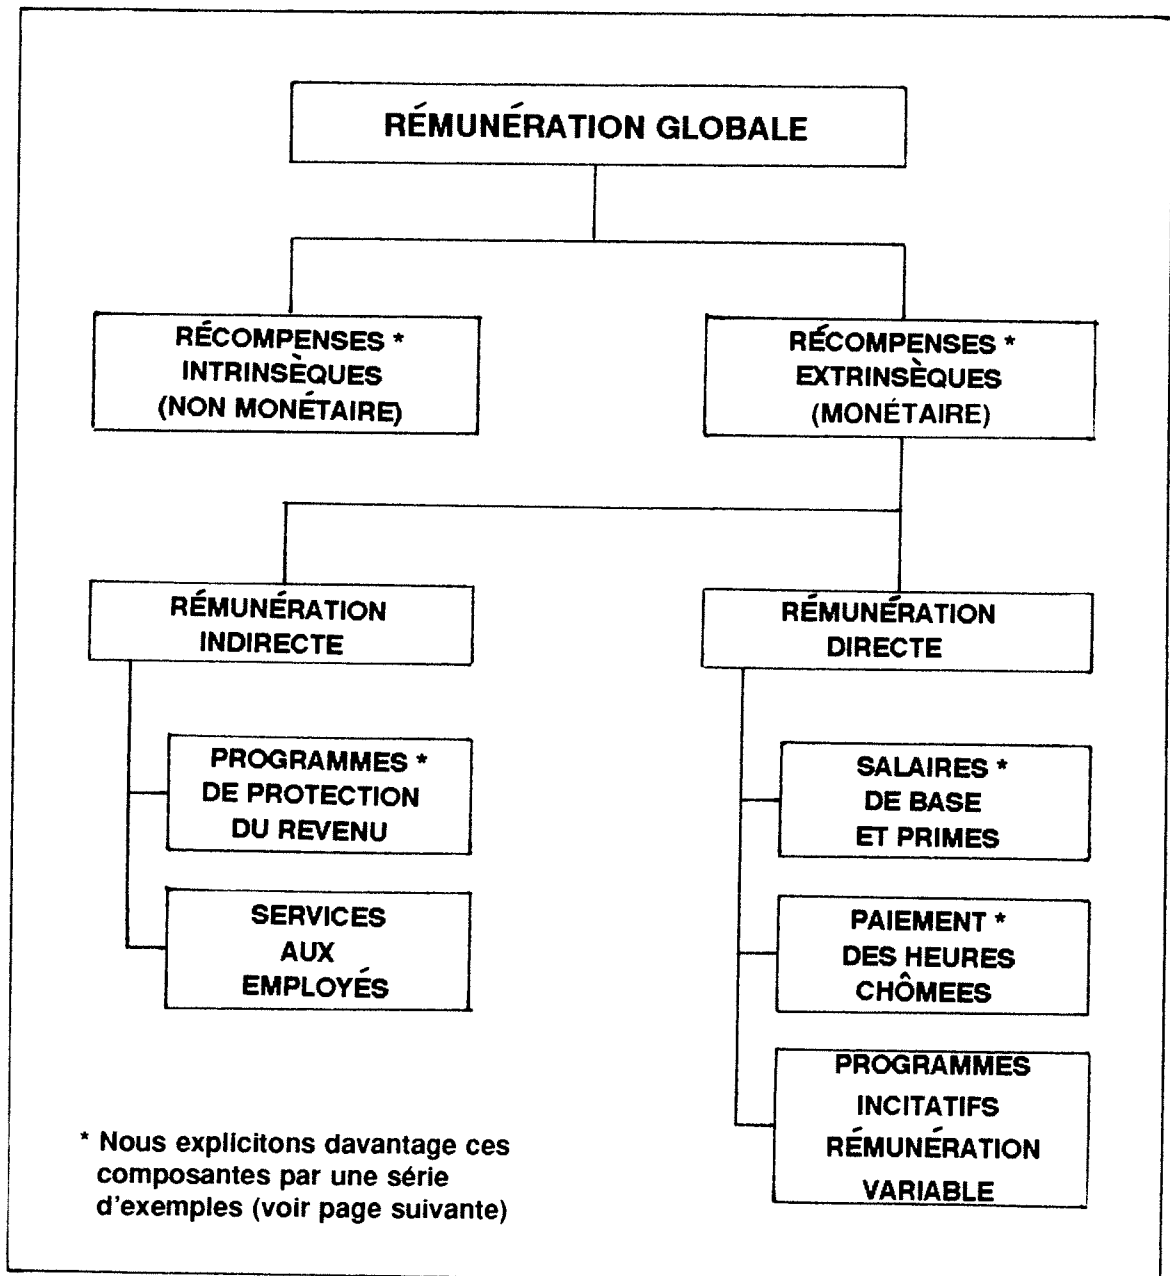 RÉMUNÉRATION GLOBALE
RÉCOMPENSES *
INTRINSÈQUES
(NON MONÉTAIRE)
RÉCOMPENSES *
EXTRINSÈQUES
(MONÉTAIRE)
RÉMUNÉRATION
INDIRECTE
RÉMUNÉRATION
DIRECTE
PROGRAMMES *
DE PROTECTION
DU REVENU
SERVICES
AUX
EMPLOYÉS
SALAIRES *
DE BASE
ET PRIMES
PAIEMENT *
DES HEURES
CHÔMEES
PROGRAMMES
INCITATIFS
RÉMUNÉRATION
VARIABLE
* Nous explicitons davantage ces
composantes par une série
d'exemples (voir page suivante)